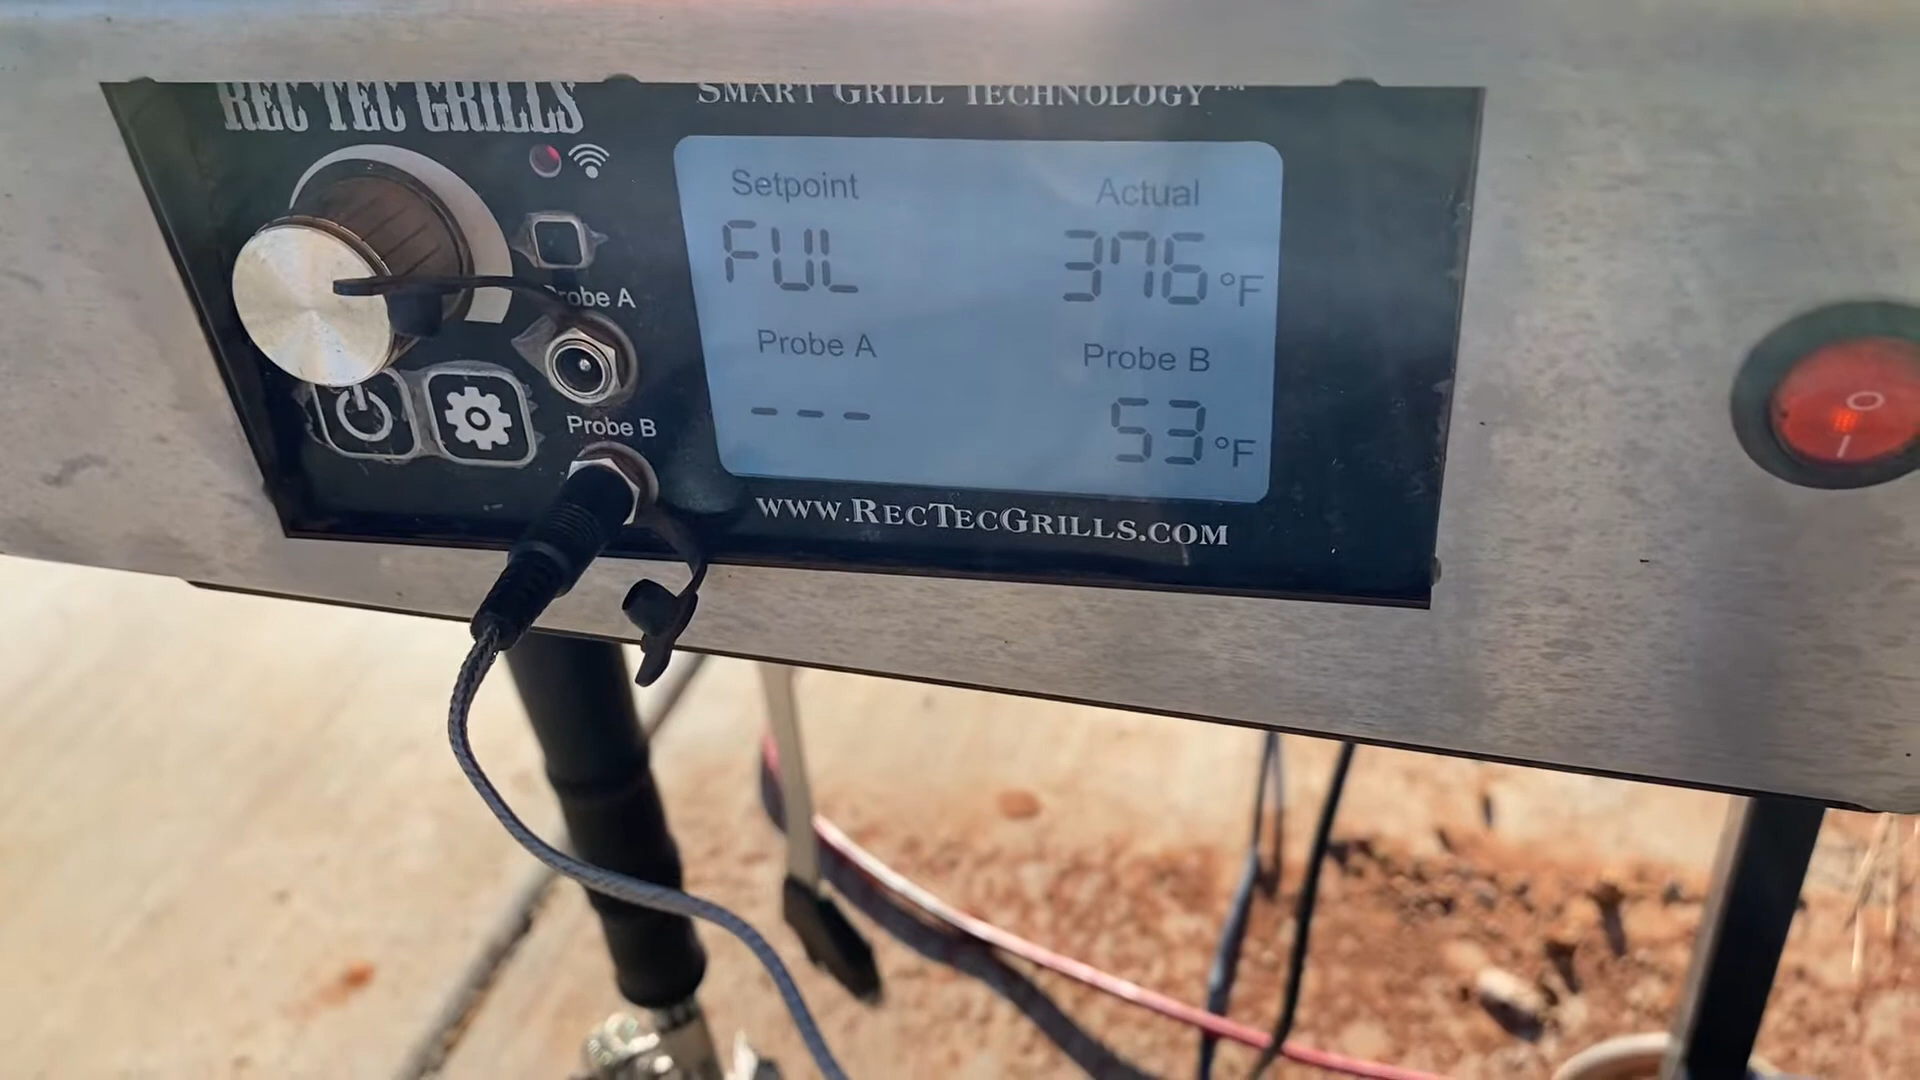 REC TEC GRILLS
SMART GRILL TECHNOLOGY™
Setpoint Actual
FUL 376 °F
Probe A
Probe A Probe B
--- 53 °F
Probe B
WWW.RECTECGRILLS.COM
O
I